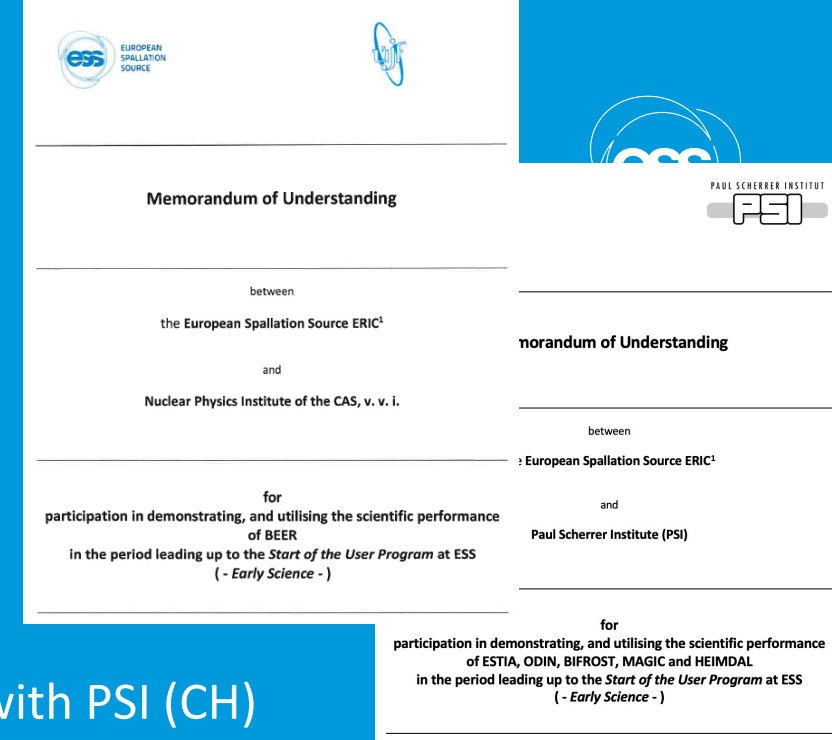 ess
EUROPEAN
SPALLATION
SOURCE
ujf
Memorandum of Understanding
between
the European Spallation Source ERIC¹
and
Nuclear Physics Institute of the CAS, v. v. i.
for
participation in demonstrating, and utilising the scientific performance
of BEER
in the period leading up to the Start of the User Program at ESS
( - Early Science - )
ess
PAUL SCHERRER INSTITUT
PSI
morandum of Understanding
between
European Spallation Source ERIC¹
and
Paul Scherrer Institute (PSI)
for
participation in demonstrating, and utilising the scientific performance
of ESTIA, ODIN, BIFROST, MAGIC and HEIMDAL
in the period leading up to the Start of the User Program at ESS
( - Early Science - )
with PSI (CH)